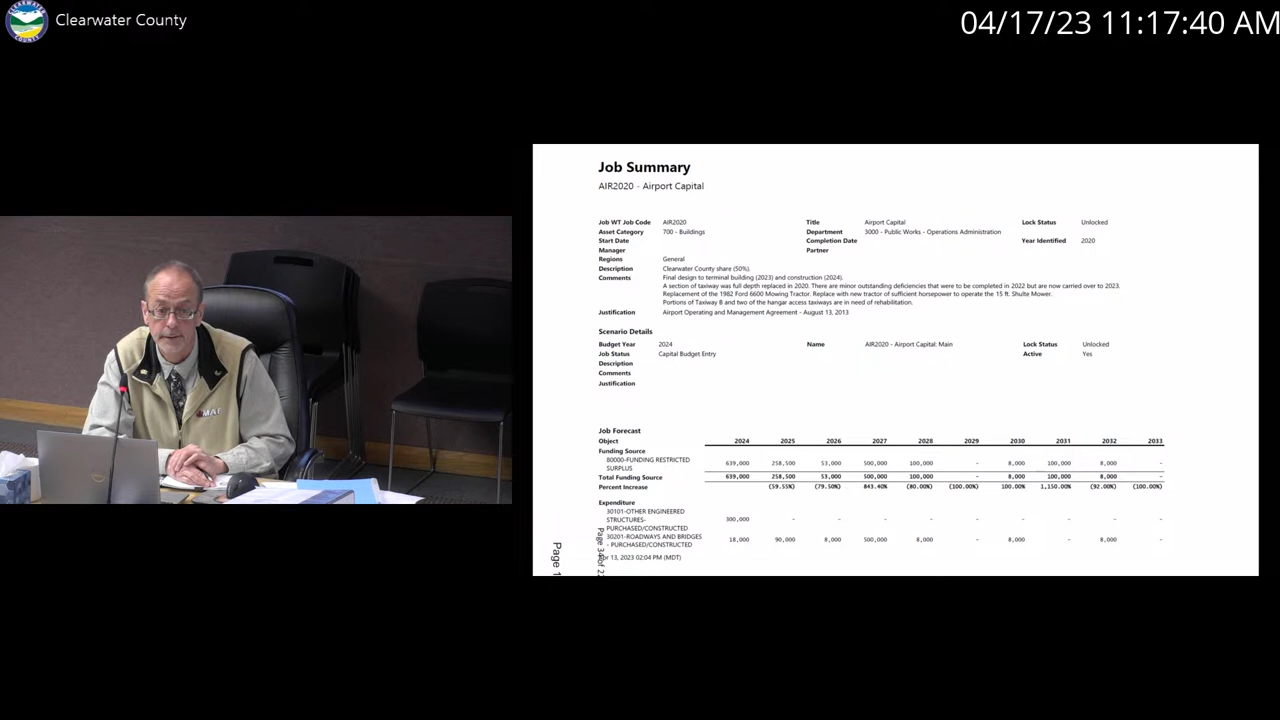 Clearwater County
04/17/23 11:17:40 AM
Job Summary
AIR2020 - Airport Capital
Job WT Job Code AIR2020 Title Airport Capital Lock Status Unlocked
Asset Category 700 - Buildings Department 3000 - Public Works - Operations Administration
Start Date Completion Date Year Identified 2020
Manager Partner
Regions General
Description Clearwater County share (50%).
Comments Final design to terminal building (2023) and construction (2024).
A section of taxiway was full depth replaced in 2020. There are minor outstanding deficiencies that were to be completed in 2022 but are now carried over to 2023.
Replacement of the 1982 Ford 6600 Mowing Tractor. Replace with new tractor of sufficient horsepower to operate the 15 ft. Shulte Mower.
Portions of Taxiway B and two of the hangar access taxiways are in need of rehabilitation.
Justification Airport Operating and Management Agreement - August 13, 2013
Scenario Details
Budget Year 2024 Name AIR2020 - Airport Capital: Main Lock Status Unlocked
Job Status Capital Budget Entry Active Yes
Description
Comments
Justification
Job Forecast
Object 2024 2025 2026 2027 2028 2029 2030 2031 2032 2033
Funding Source
80000-FUNDING RESTRICTED
SURPLUS 639,000 258,500 53,000 500,000 100,000 - 8,000 100,000 8,000 -
Total Funding Source 639,000 258,500 53,000 500,000 100,000 - 8,000 100,000 8,000 -
Percent Increase (59.55%) (79.50%) 843.40% (80.00%) (100.00%) 100.00% 1,150.00% (92.00%) (100.00%)
Expenditure
30101-OTHER ENGINEERED
STRUCTURES-
PURCHASED/CONSTRUCTED 300,000 - - - - - - - - -
30201-ROADWAYS AND BRIDGES
- PURCHASED/CONSTRUCTED 18,000 90,000 8,000 500,000 8,000 - 8,000 - 8,000 -
Apr 13, 2023 02:04 PM (MDT)
Page 1
Page 34 of 22